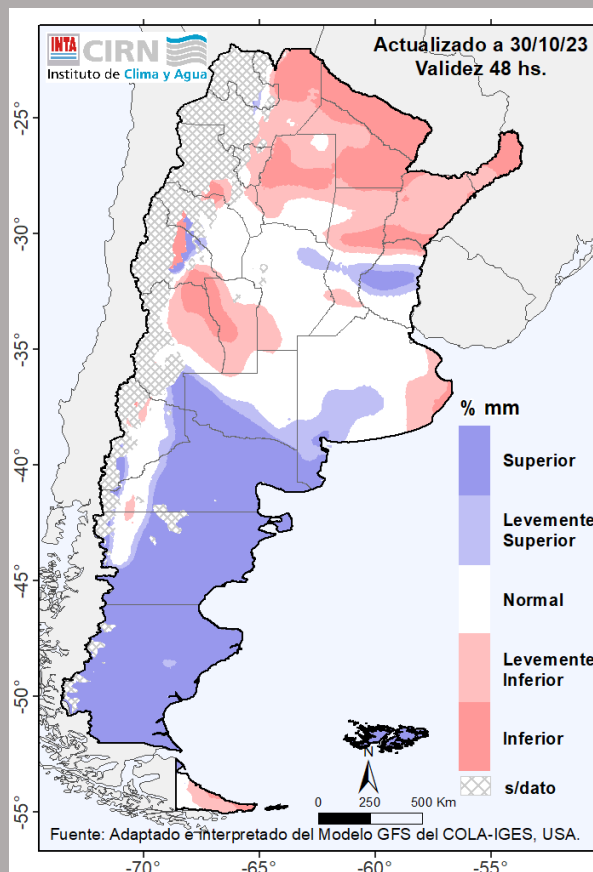 INTA CIRN
Instituto de Clima y Agua
Actualizado a 30/10/23
Validez 48 hs.
25°
30°
35°
40°
45°
50°
55°
-70°
-65°
-60°
-55°
% mm
Superior
Levemente
Superior
Normal
Levemente
Inferior
Inferior
s/dato
N
0 250 500 Km
Fuente: Adaptado e interpretado del Modelo GFS del COLA-IGES, USA.